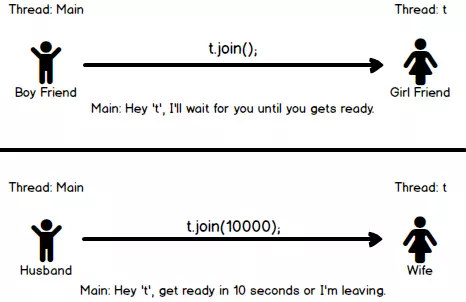 Thread: Main Thread: t
t.join();
Boy Friend Girl Friend
Main: Hey 't', I'll wait for you until you gets ready.
Thread: Main Thread: t
t.join(10000);
Husband Wife
Main: Hey 't', get ready in 10 seconds or I'm leaving.